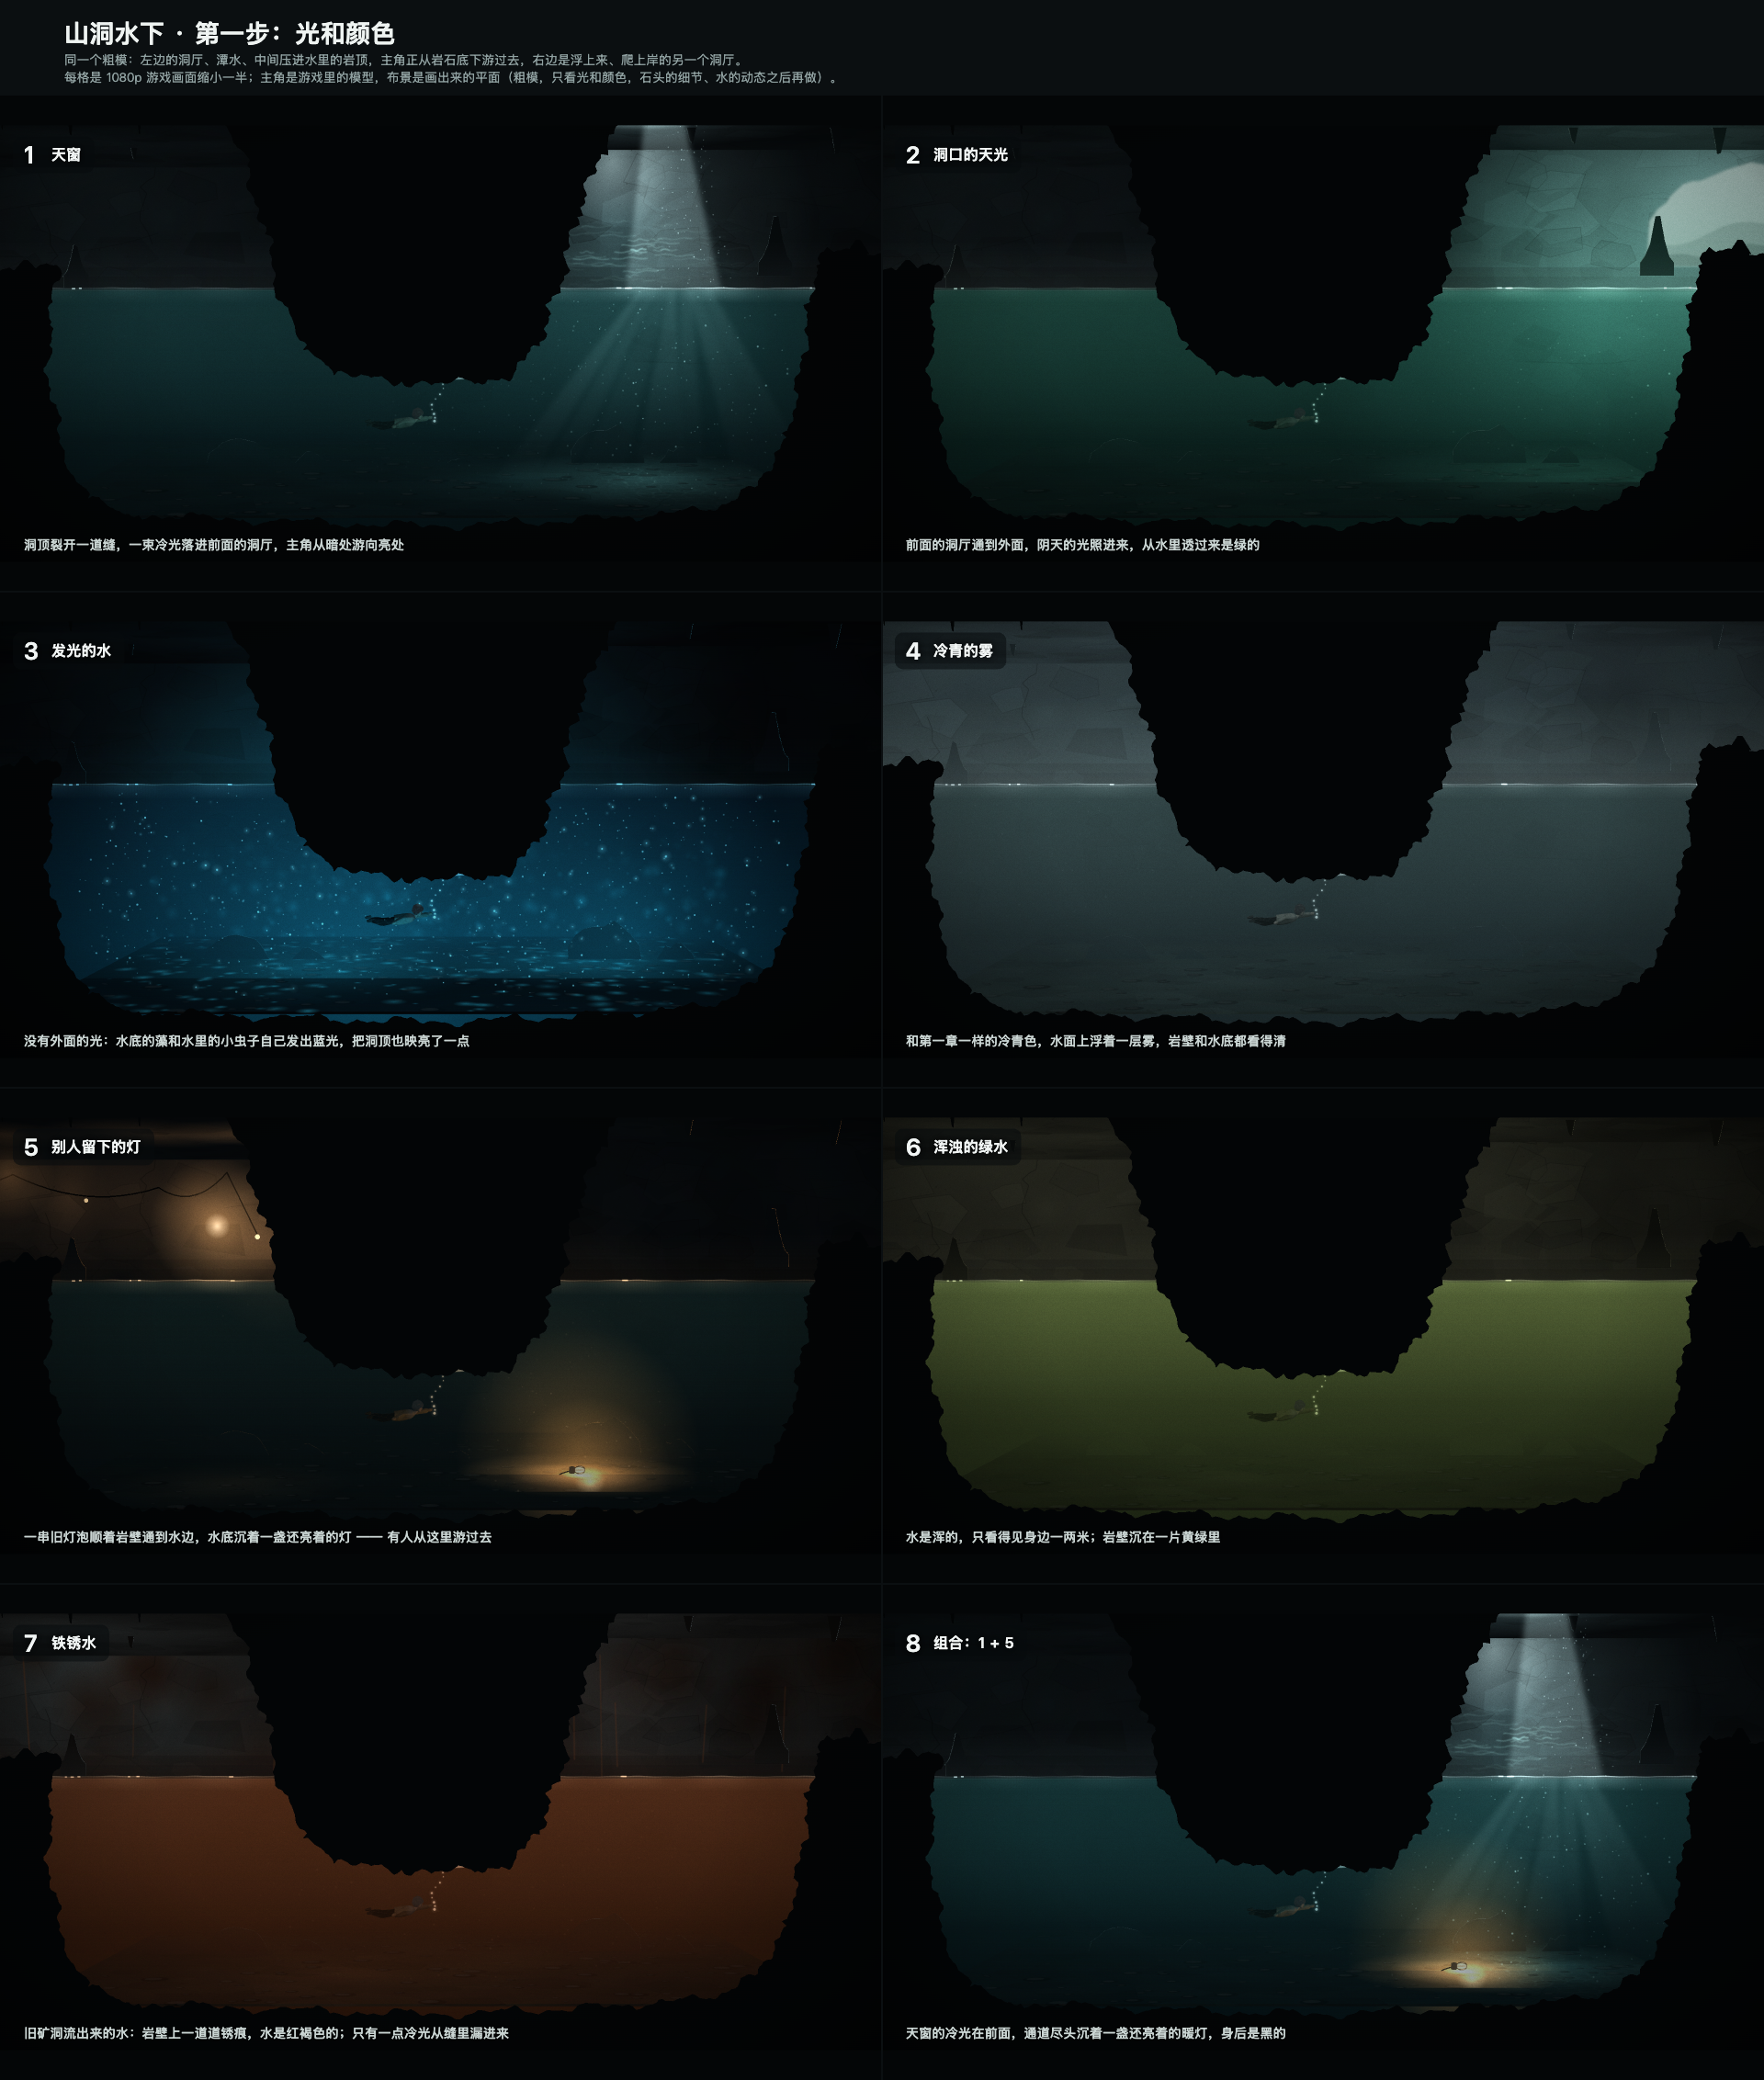 山洞水下 · 第一步：光和颜色
同一个粗模：左边的洞厅、潭水、中间压进水里的岩顶，主角正从岩石底下游过去，右边是浮上来、爬上岸的另一个洞厅。
每格是 1080p 游戏画面缩小一半；主角是游戏里的模型，布景是画出来的平面（粗模，只看光和颜色，石头的细节、水的动态之后再做）。
1 天窗
洞顶裂开一道缝，一束冷光落进前面的洞厅，主角从暗处游向亮处
2 洞口的天光
前面的洞厅通到外面，阴天的光照进来，从水里透过来是绿的
3 发光的水
没有外面的光：水底的藻和水里的小虫子自己发出蓝光，把洞顶也映亮了一点
4 冷青的雾
和第一章一样的冷青色，水面上浮着一层雾，岩壁和水底都看得清
5 别人留下的灯
一串旧灯泡顺着岩壁通到水边，水底沉着一盏还亮着的灯 —— 有人从这里游过去
6 浑浊的绿水
水是浑的，只看得见身边一两米；岩壁沉在一片黄绿里
7 铁锈水
旧矿洞流出来的水：岩壁上一道道锈痕，水是红褐色的；只有一点冷光从缝里漏进来
8 组合：1 + 5
天窗的冷光在前面，通道尽头沉着一盏还亮着的暖灯，身后是黑的